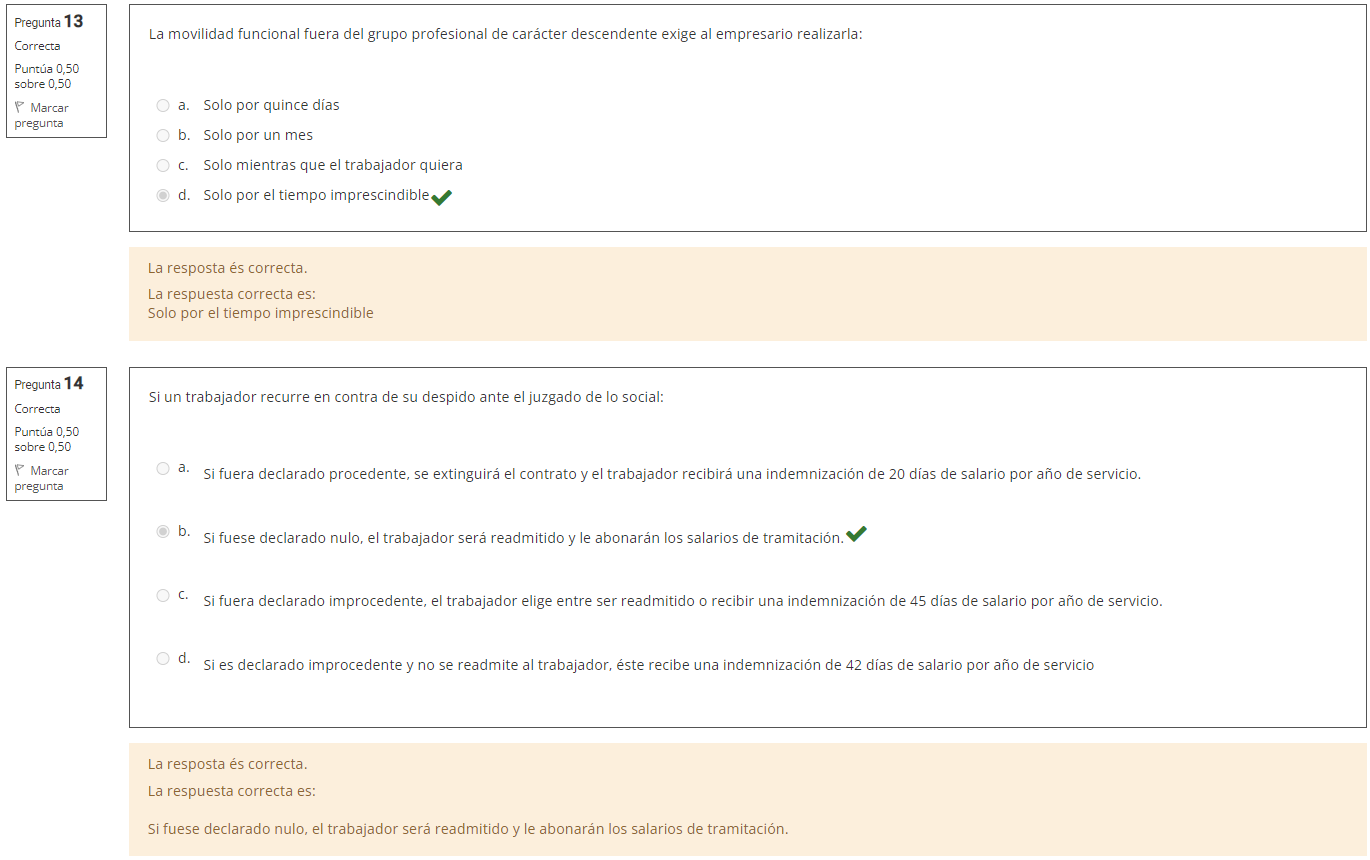 Pregunta 13
Correcta
Puntúa 0,50
sobre 0,50
Marcar
pregunta
La movilidad funcional fuera del grupo profesional de carácter descendente exige al empresario realizarla:
a. Solo por quince días
b. Solo por un mes
c. Solo mientras que el trabajador quiera
d. Solo por el tiempo imprescindible
La resposta és correcta.
La respuesta correcta es:
Solo por el tiempo imprescindible
Pregunta 14
Correcta
Puntúa 0,50
sobre 0,50
Marcar
pregunta
Si un trabajador recurre en contra de su despido ante el juzgado de lo social:
a. Si fuera declarado procedente, se extinguirá el contrato y el trabajador recibirá una indemnización de 20 días de salario por año de servicio.
b. Si fuese declarado nulo, el trabajador será readmitido y le abonarán los salarios de tramitación.
c. Si fuera declarado improcedente, el trabajador elige entre ser readmitido o recibir una indemnización de 45 días de salario por año de servicio.
d. Si es declarado improcedente y no se readmite al trabajador, éste recibe una indemnización de 42 días de salario por año de servicio
La resposta és correcta.
La respuesta correcta es:
Si fuese declarado nulo, el trabajador será readmitido y le abonarán los salarios de tramitación.